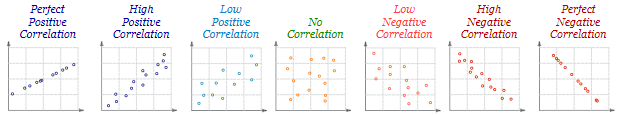 Perfect
Positive
Correlation
High
Positive
Correlation
Low
Positive
Correlation
No
Correlation
Low
Negative
Correlation
High
Negative
Correlation
Perfect
Negative
Correlation